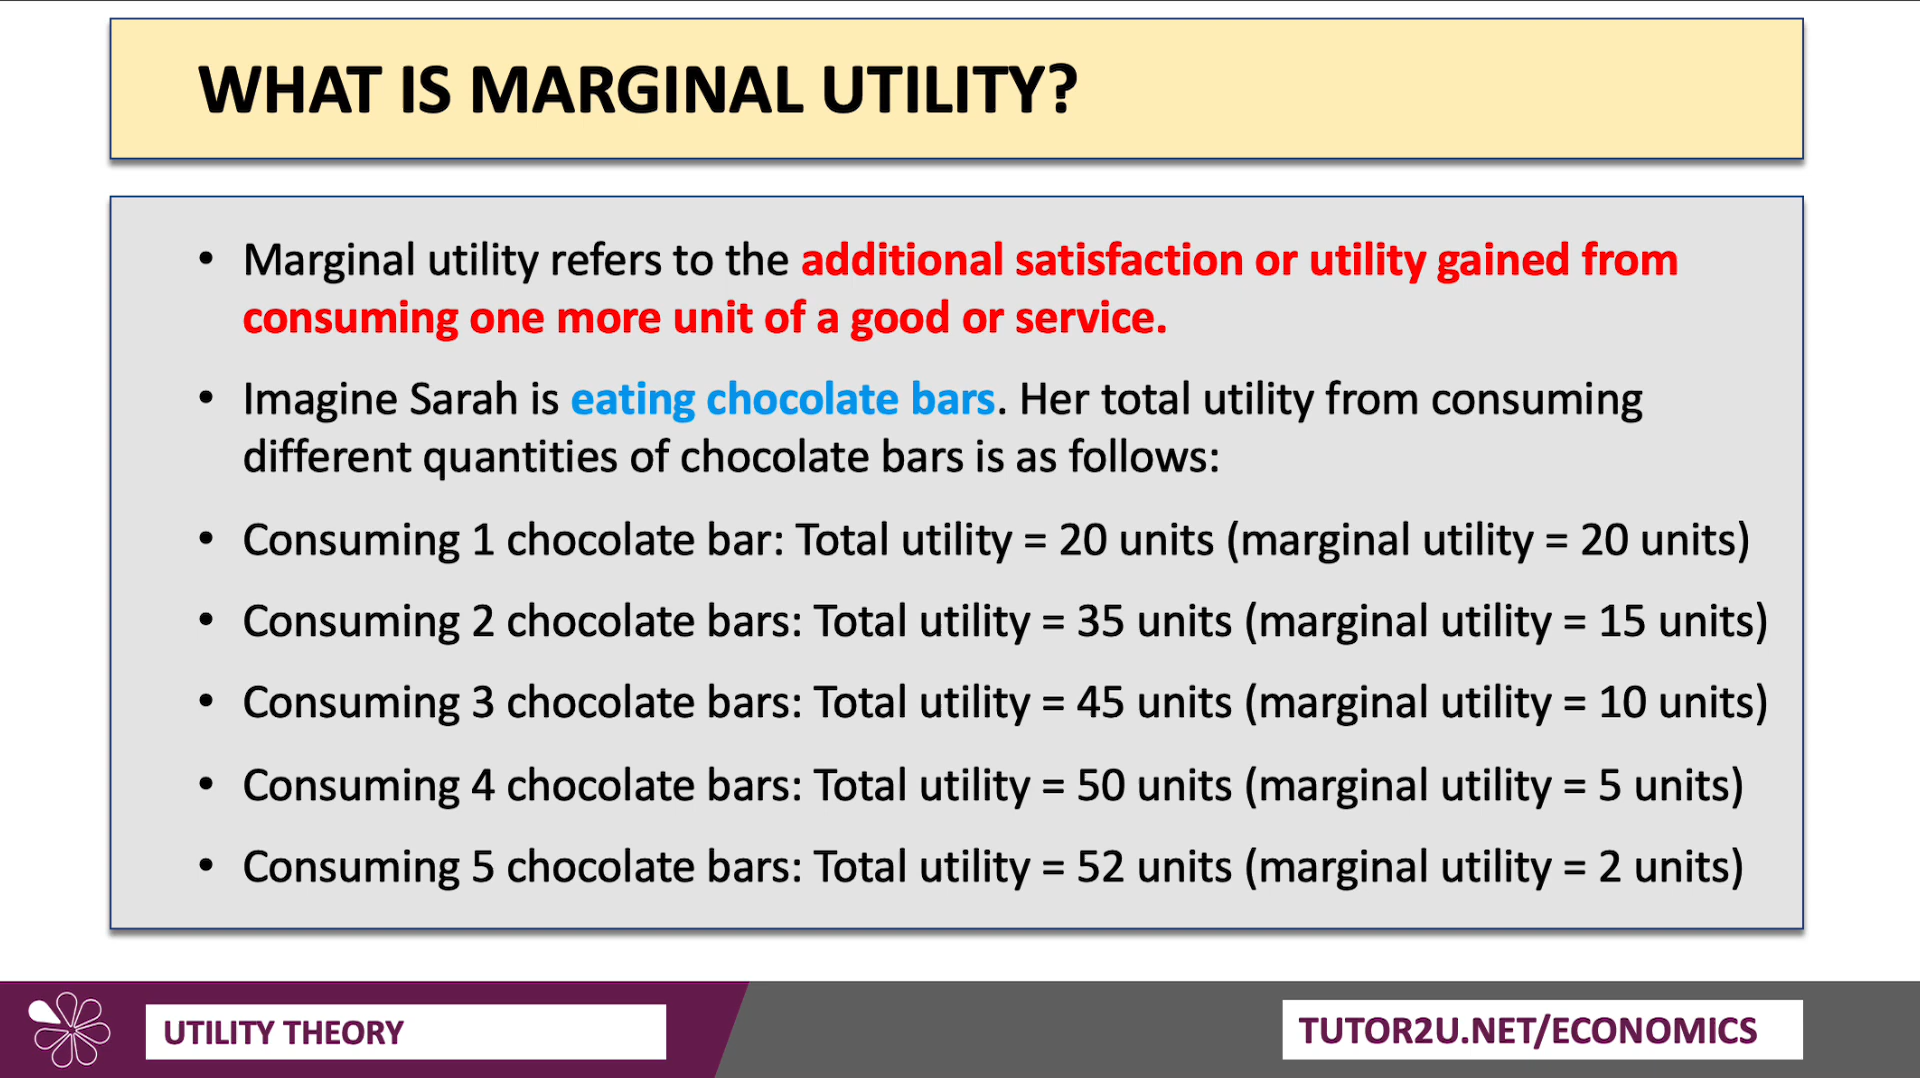 WHAT IS MARGINAL UTILITY?
• Marginal utility refers to the additional satisfaction or utility gained from
consuming one more unit of a good or service.
• Imagine Sarah is eating chocolate bars. Her total utility from consuming
different quantities of chocolate bars is as follows:
• Consuming 1 chocolate bar: Total utility = 20 units (marginal utility = 20 units)
• Consuming 2 chocolate bars: Total utility = 35 units (marginal utility = 15 units)
• Consuming 3 chocolate bars: Total utility = 45 units (marginal utility = 10 units)
• Consuming 4 chocolate bars: Total utility = 50 units (marginal utility = 5 units)
• Consuming 5 chocolate bars: Total utility = 52 units (marginal utility = 2 units)
UTILITY THEORY
TUTOR2U.NET/ECONOMICS